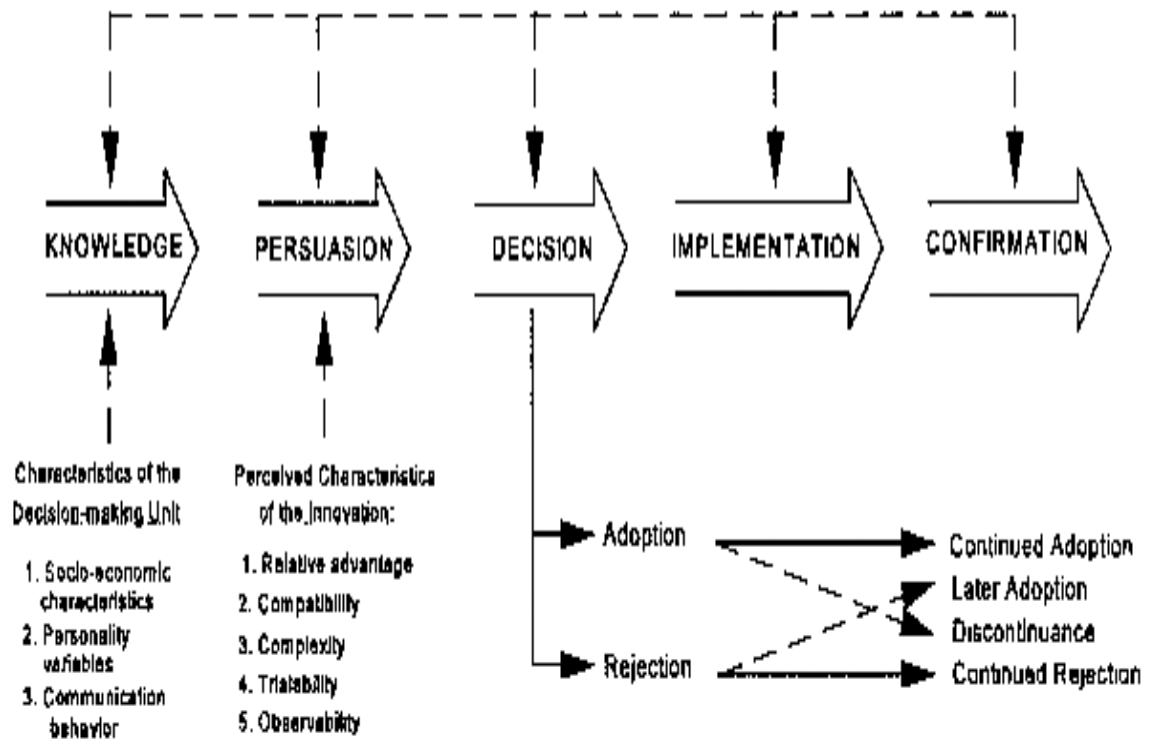 KNOWLEDGE
PERSUASION
DECISION
IMPLEMENTATION
CONFIRMATION
Characteristics of the
Decision-making Unit
1. Socio-economic
characteristics
2. Personality
variables
3. Communication
behavior
Perceived Characteristics
of the Innovation:
1. Relative advantage
2. Compatibility
3. Complexity
4. Trialability
5. Observability
Adoption
Rejection
Continued Adoption
Later Adoption
Discontinuance
Continued Rejection